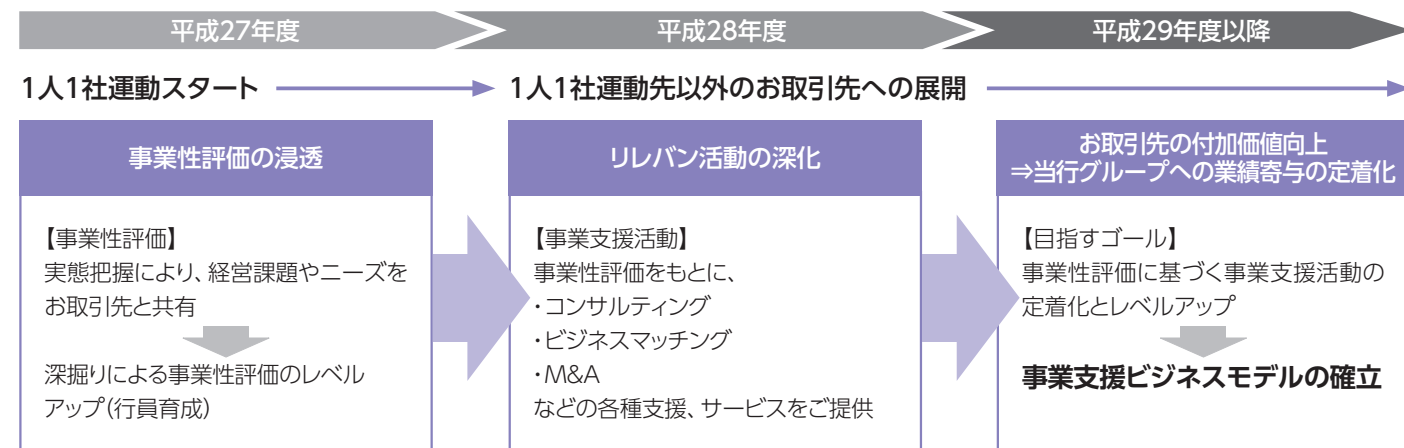 平成27年度
平成28年度
平成29年度以降
1人1社運動スタート
1人1社運動先以外のお取引先への展開
事業性評価の浸透
【事業性評価】
実態把握により、経営課題やニーズを
お取引先と共有
深掘りによる事業性評価のレベル
アップ(行員育成)
リレバン活動の深化
【事業支援活動】
事業性評価をもとに、
・コンサルティング
・ビジネスマッチング
・M&A
などの各種支援、サービスをご提供
お取引先の付加価値向上
⇒当行グループへの業績寄与の定着化
【目指すゴール】
事業性評価に基づく事業支援活動の
定着化とレベルアップ
事業支援ビジネスモデルの確立